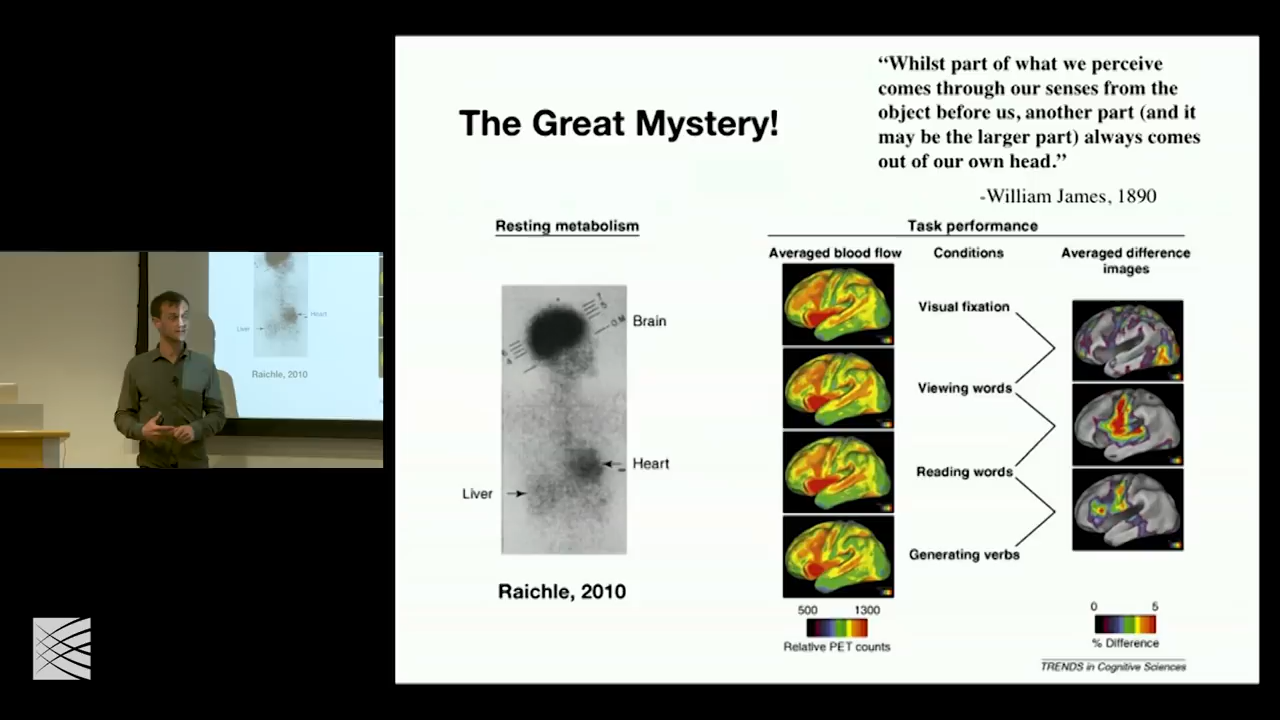 The Great Mystery!
“Whilst part of what we perceive
comes through our senses from the
object before us, another part (and it
may be the larger part) always comes
out of our own head.”
-William James, 1890
Resting metabolism
Brain
Heart
Liver
Raichle, 2010
Task performance
Averaged blood flow
Conditions
Averaged difference
images
Visual fixation
Viewing words
Reading words
Generating verbs
500 1300
Relative PET counts
0 5
% Difference
TRENDS in Cognitive Sciences
Heart
Liver
Raichle, 2010